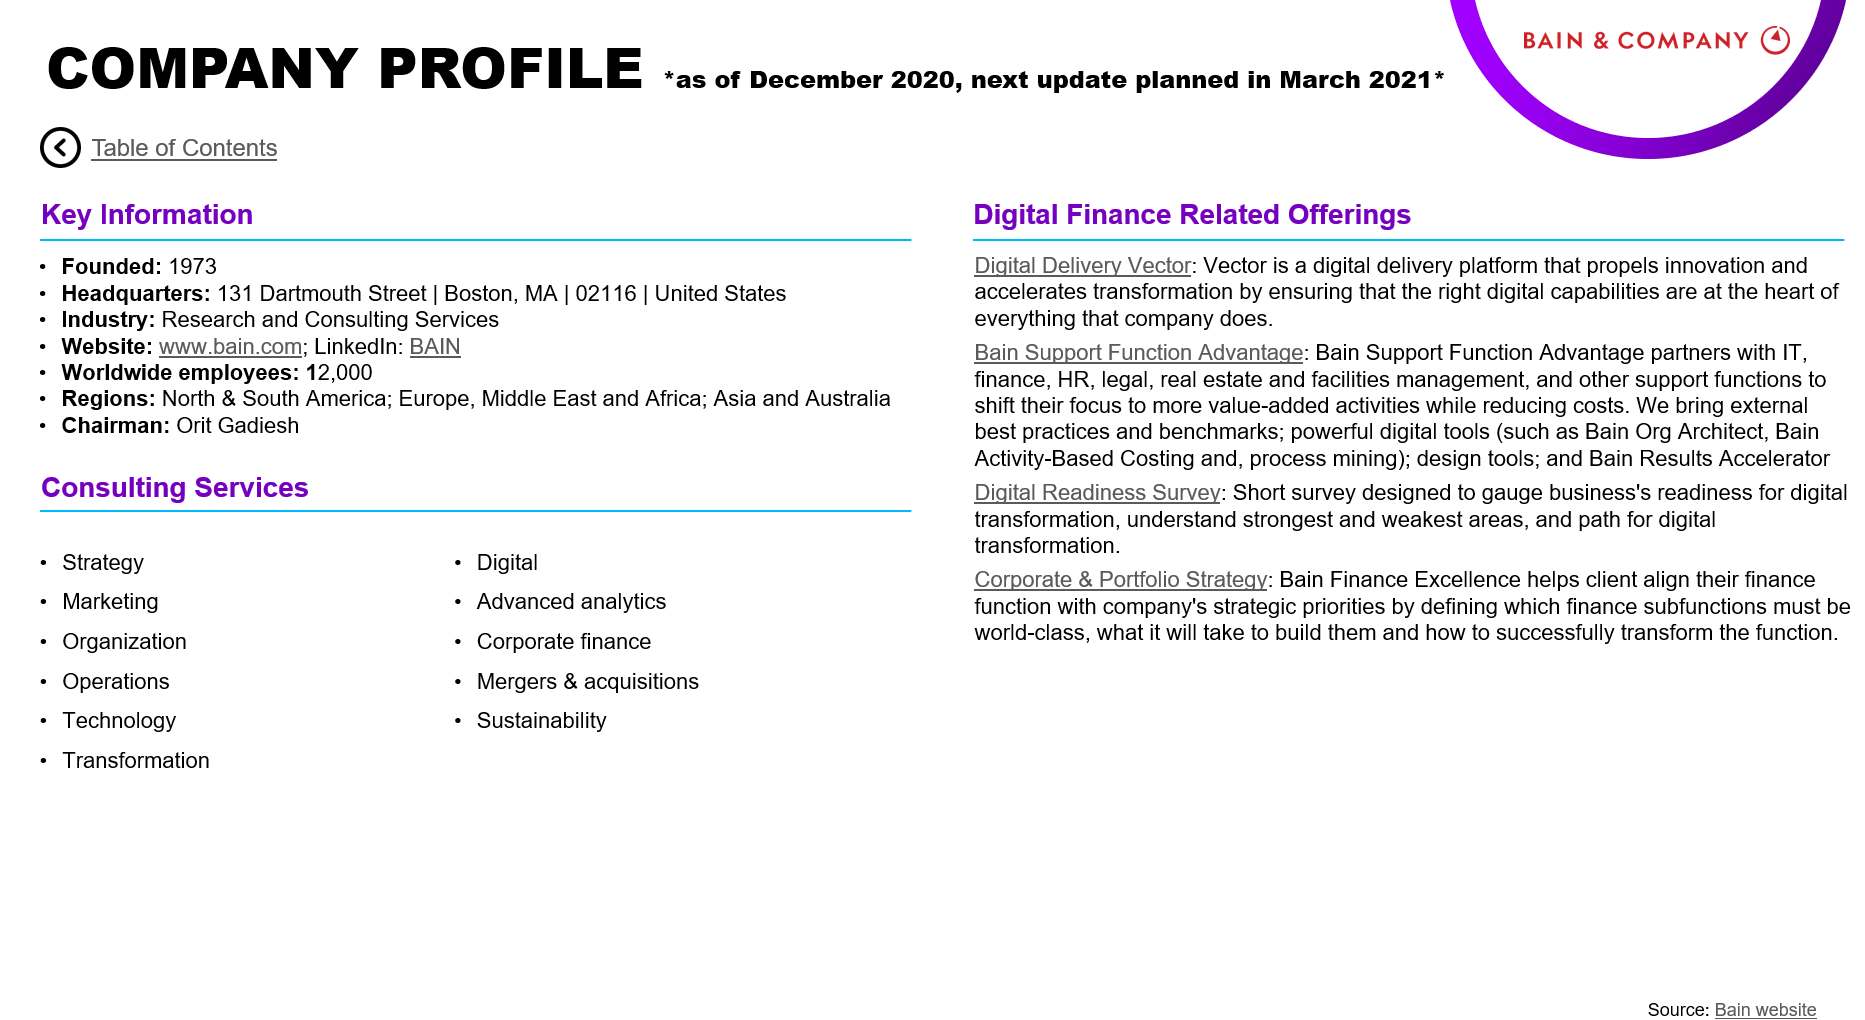 BAIN & COMPANY
COMPANY PROFILE *as of December 2020, next update planned in March 2021*
Table of Contents
Key Information
• Founded: 1973
• Headquarters: 131 Dartmouth Street | Boston, MA | 02116 | United States
• Industry: Research and Consulting Services
• Website: www.bain.com; LinkedIn: BAIN
• Worldwide employees: 12,000
• Regions: North & South America; Europe, Middle East and Africa; Asia and Australia
• Chairman: Orit Gadiesh
Consulting Services
• Strategy
• Marketing
• Organization
• Operations
• Technology
• Transformation
• Digital
• Advanced analytics
• Corporate finance
• Mergers & acquisitions
• Sustainability
Digital Finance Related Offerings
Digital Delivery Vector: Vector is a digital delivery platform that propels innovation and
accelerates transformation by ensuring that the right digital capabilities are at the heart of
everything that company does.
Bain Support Function Advantage: Bain Support Function Advantage partners with IT,
finance, HR, legal, real estate and facilities management, and other support functions to
shift their focus to more value-added activities while reducing costs. We bring external
best practices and benchmarks; powerful digital tools (such as Bain Org Architect, Bain
Activity-Based Costing and, process mining); design tools; and Bain Results Accelerator
Digital Readiness Survey: Short survey designed to gauge business's readiness for digital
transformation, understand strongest and weakest areas, and path for digital
transformation.
Corporate & Portfolio Strategy: Bain Finance Excellence helps client align their finance
function with company's strategic priorities by defining which finance subfunctions must be
world-class, what it will take to build them and how to successfully transform the function.
Source: Bain website